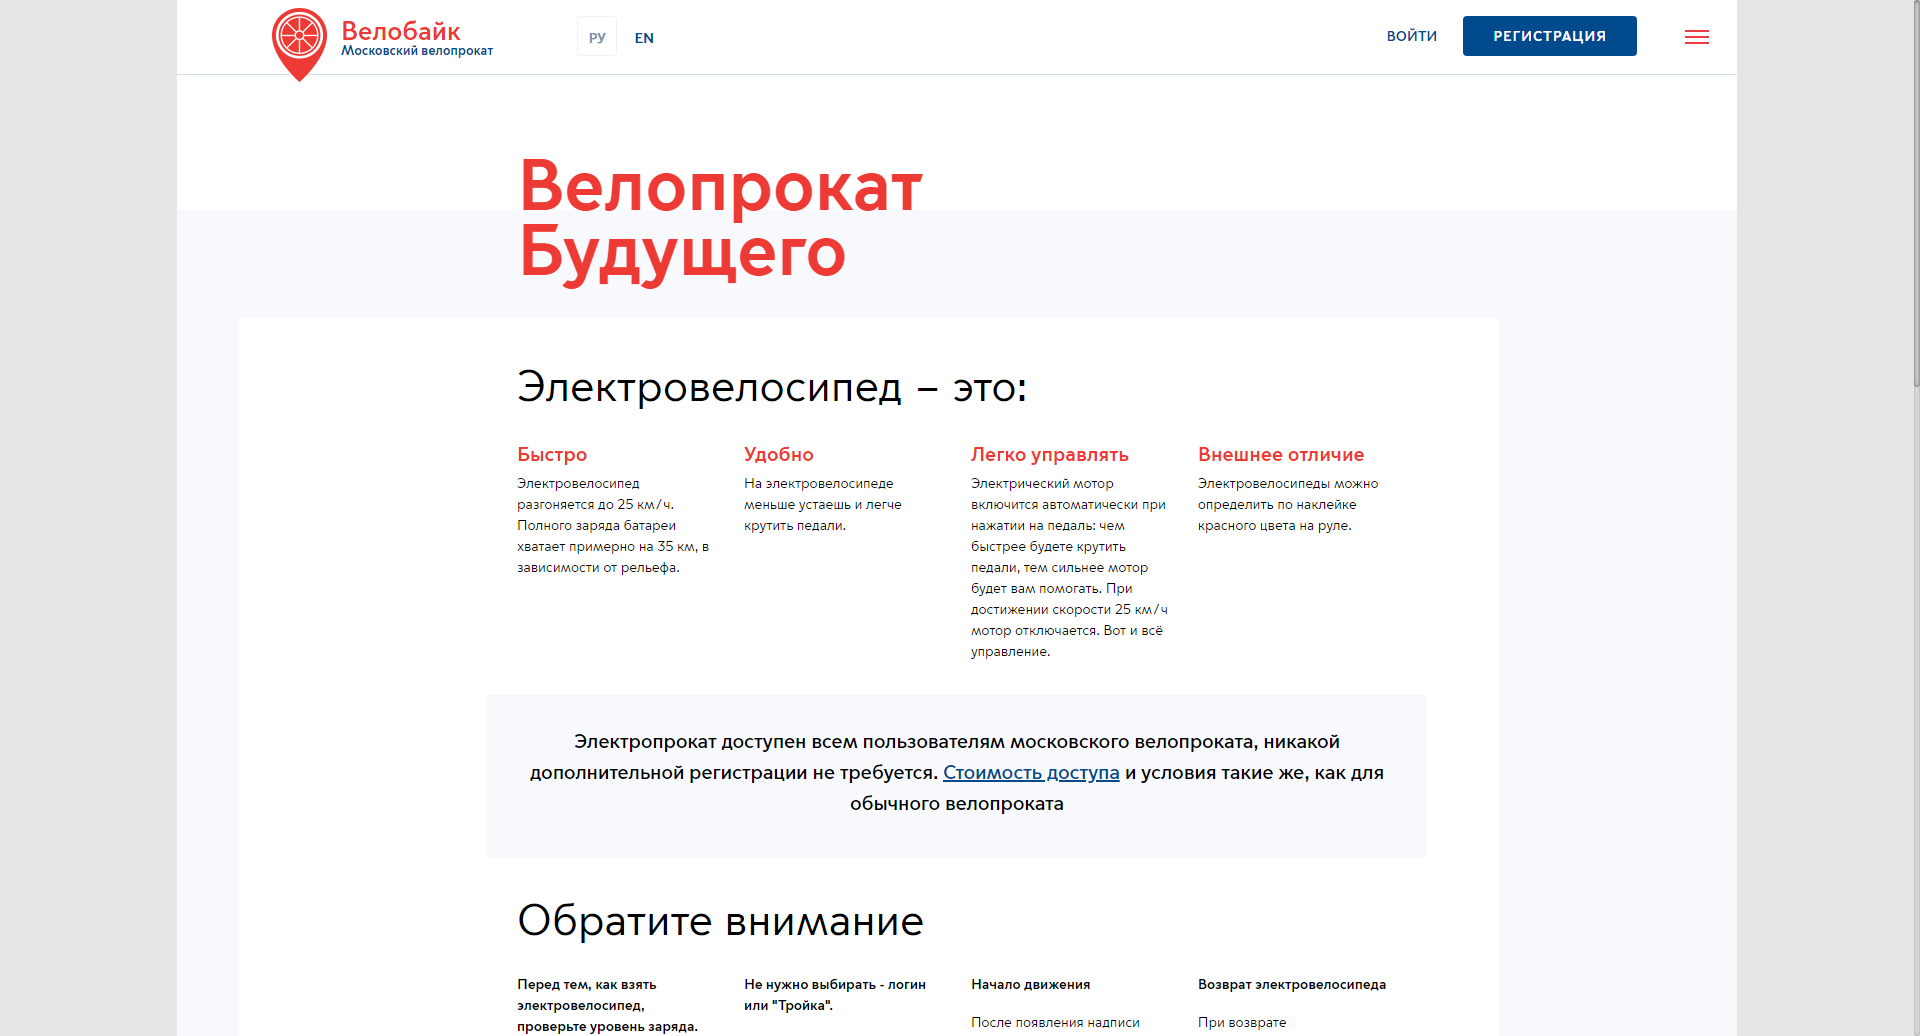 Велобайк
Московский велопрокат
РУ
EN
ВОЙТИ
РЕГИСТРАЦИЯ
Велопрокат
Будущего
Электровелосипед – это:
Быстро
Электровелосипед
разгоняется до 25 км/ч.
Полного заряда батареи
хватает примерно на 35 км, в
зависимости от рельефа.
Удобно
На электровелосипеде
меньше устаешь и легче
крутить педали.
Легко управлять
Электрический мотор
включится автоматически при
нажатии на педаль: чем
быстрее будете крутить
педали, тем сильнее мотор
будет вам помогать. При
достижении скорости 25 км/ч
мотор отключается. Вот и всё
управление.
Внешнее отличие
Электровелосипеды можно
определить по наклейке
красного цвета на руле.
Электропрокат доступен всем пользователям московского велопроката, никакой
дополнительной регистрации не требуется. Стоимость доступа и условия такие же, как для
обычного велопроката
Обратите внимание
Перед тем, как взять
электровелосипед,
проверьте уровень заряда.
Не нужно выбирать - логин
или "Тройка".
Начало движения
После появления надписи
Возврат электровелосипеда
При возврате